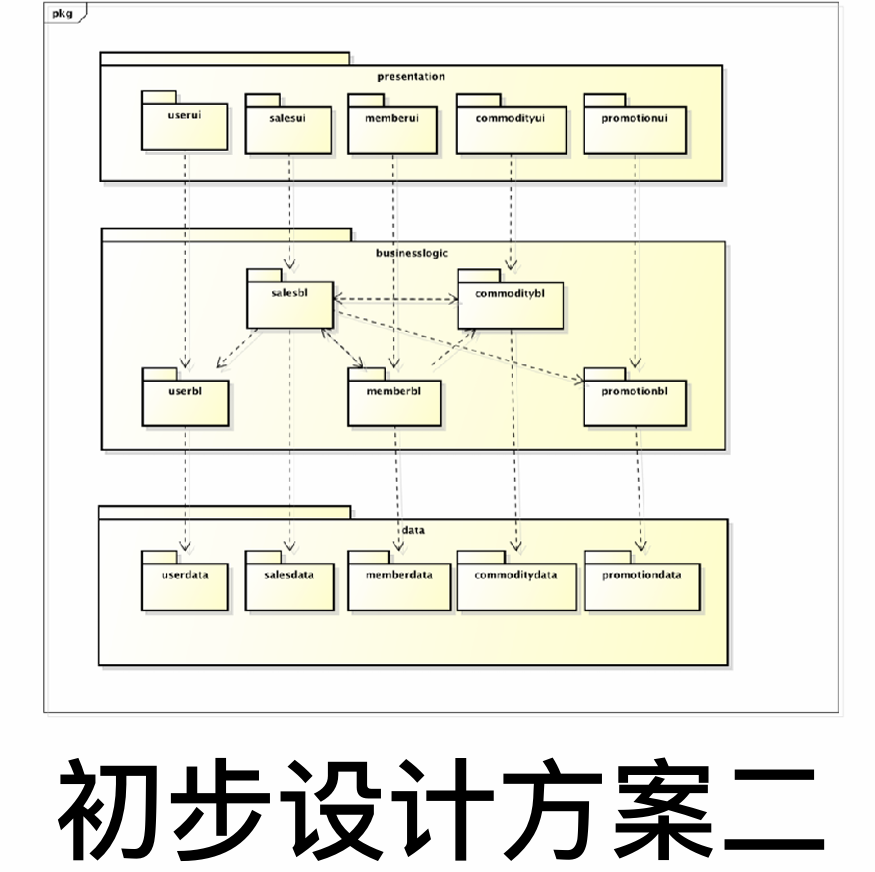 pkg
presentation
userui
salesui
memberui
commodityui
promotionui
businesslogic
salesbl
commoditybl
userbl
memberbl
promotionbl
data
userdata
salesdata
memberdata
commoditydata
promotiondata
初步设计方案二